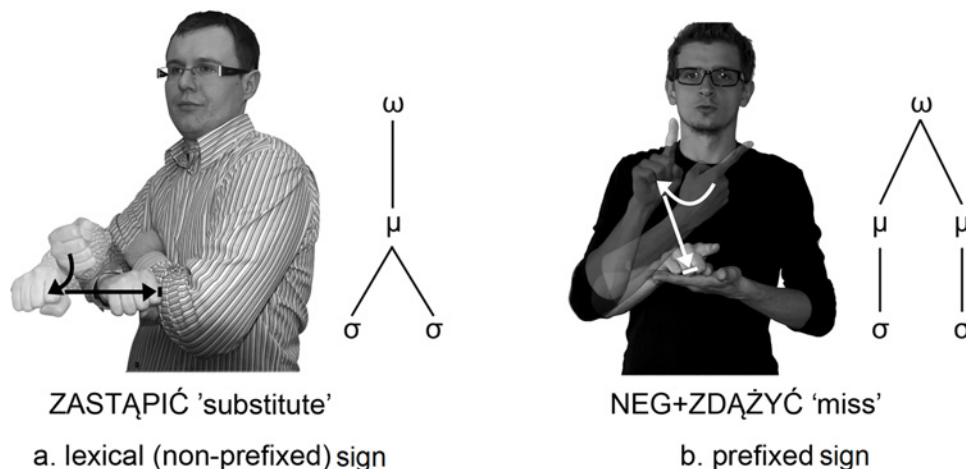 ω ω
μ μ μ
σ σ σ σ
ZASTĄPIĆ ’substitute’ NEG+ZDĄŻYĆ ‘miss’
a. lexical (non-prefixed) sign b. prefixed sign